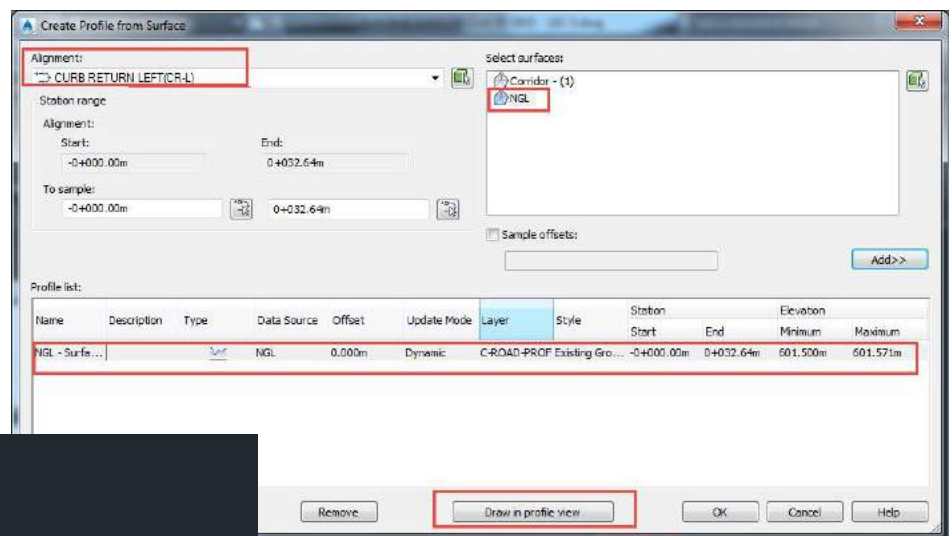 Create Profile from Surface
Alignment:
CURB RETURN LEFT(CR-L)
Station range
Alignment:
Start:
End:
-0+000.00m
0+032.64m
To sample:
-0+000.00m
0+032.64m
Select surfaces:
Corridor - (1)
NGL
Sample offsets:
Add>>
Profile list:
Name Description Type Data Source Offset Update Mode Layer Style Station Elevation
Start End Minimum Maximum
NGL - Surfa... NGL 0.000m Dynamic C-ROAD-PROF Existing Gro... -0+000.00m 0+032.64m 601.500m 601.571m
Remove Draw in profile view OK Cancel Help